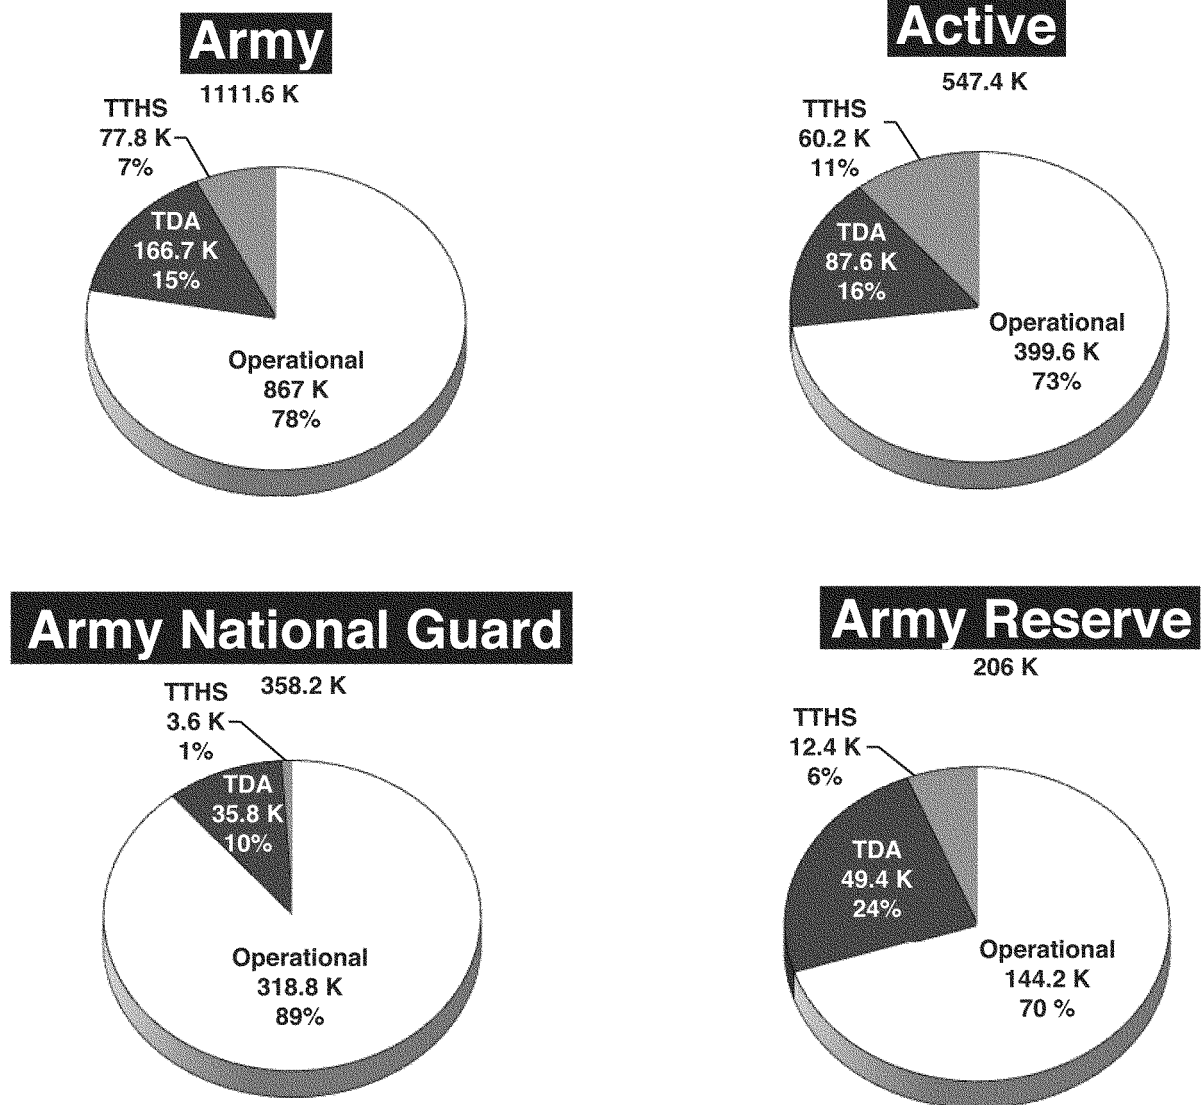 Army
1111.6 K
TTHS
77.8 K
7%
TDA
166.7 K
15%
Operational
867 K
78%
Active
547.4 K
TTHS
60.2 K
11%
TDA
87.6 K
16%
Operational
399.6 K
73%
Army National Guard
358.2 K
TTHS
3.6 K
1%
TDA
35.8 K
10%
Operational
318.8 K
89%
Army Reserve
206 K
TTHS
12.4 K
6%
TDA
49.4 K
24%
Operational
144.2 K
70 %